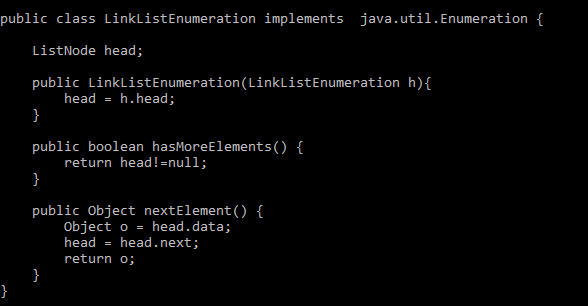 public class LinkListEnumeration implements  java.util.Enumeration {
    ListNode head;
    public LinkListEnumeration(LinkListEnumeration h){
        head = h.head;
    }
    public boolean hasMoreElements() {
        return head!=null;
    }
    public Object nextElement() {
        Object o = head.data;
        head = head.next;
        return o;
    }
}